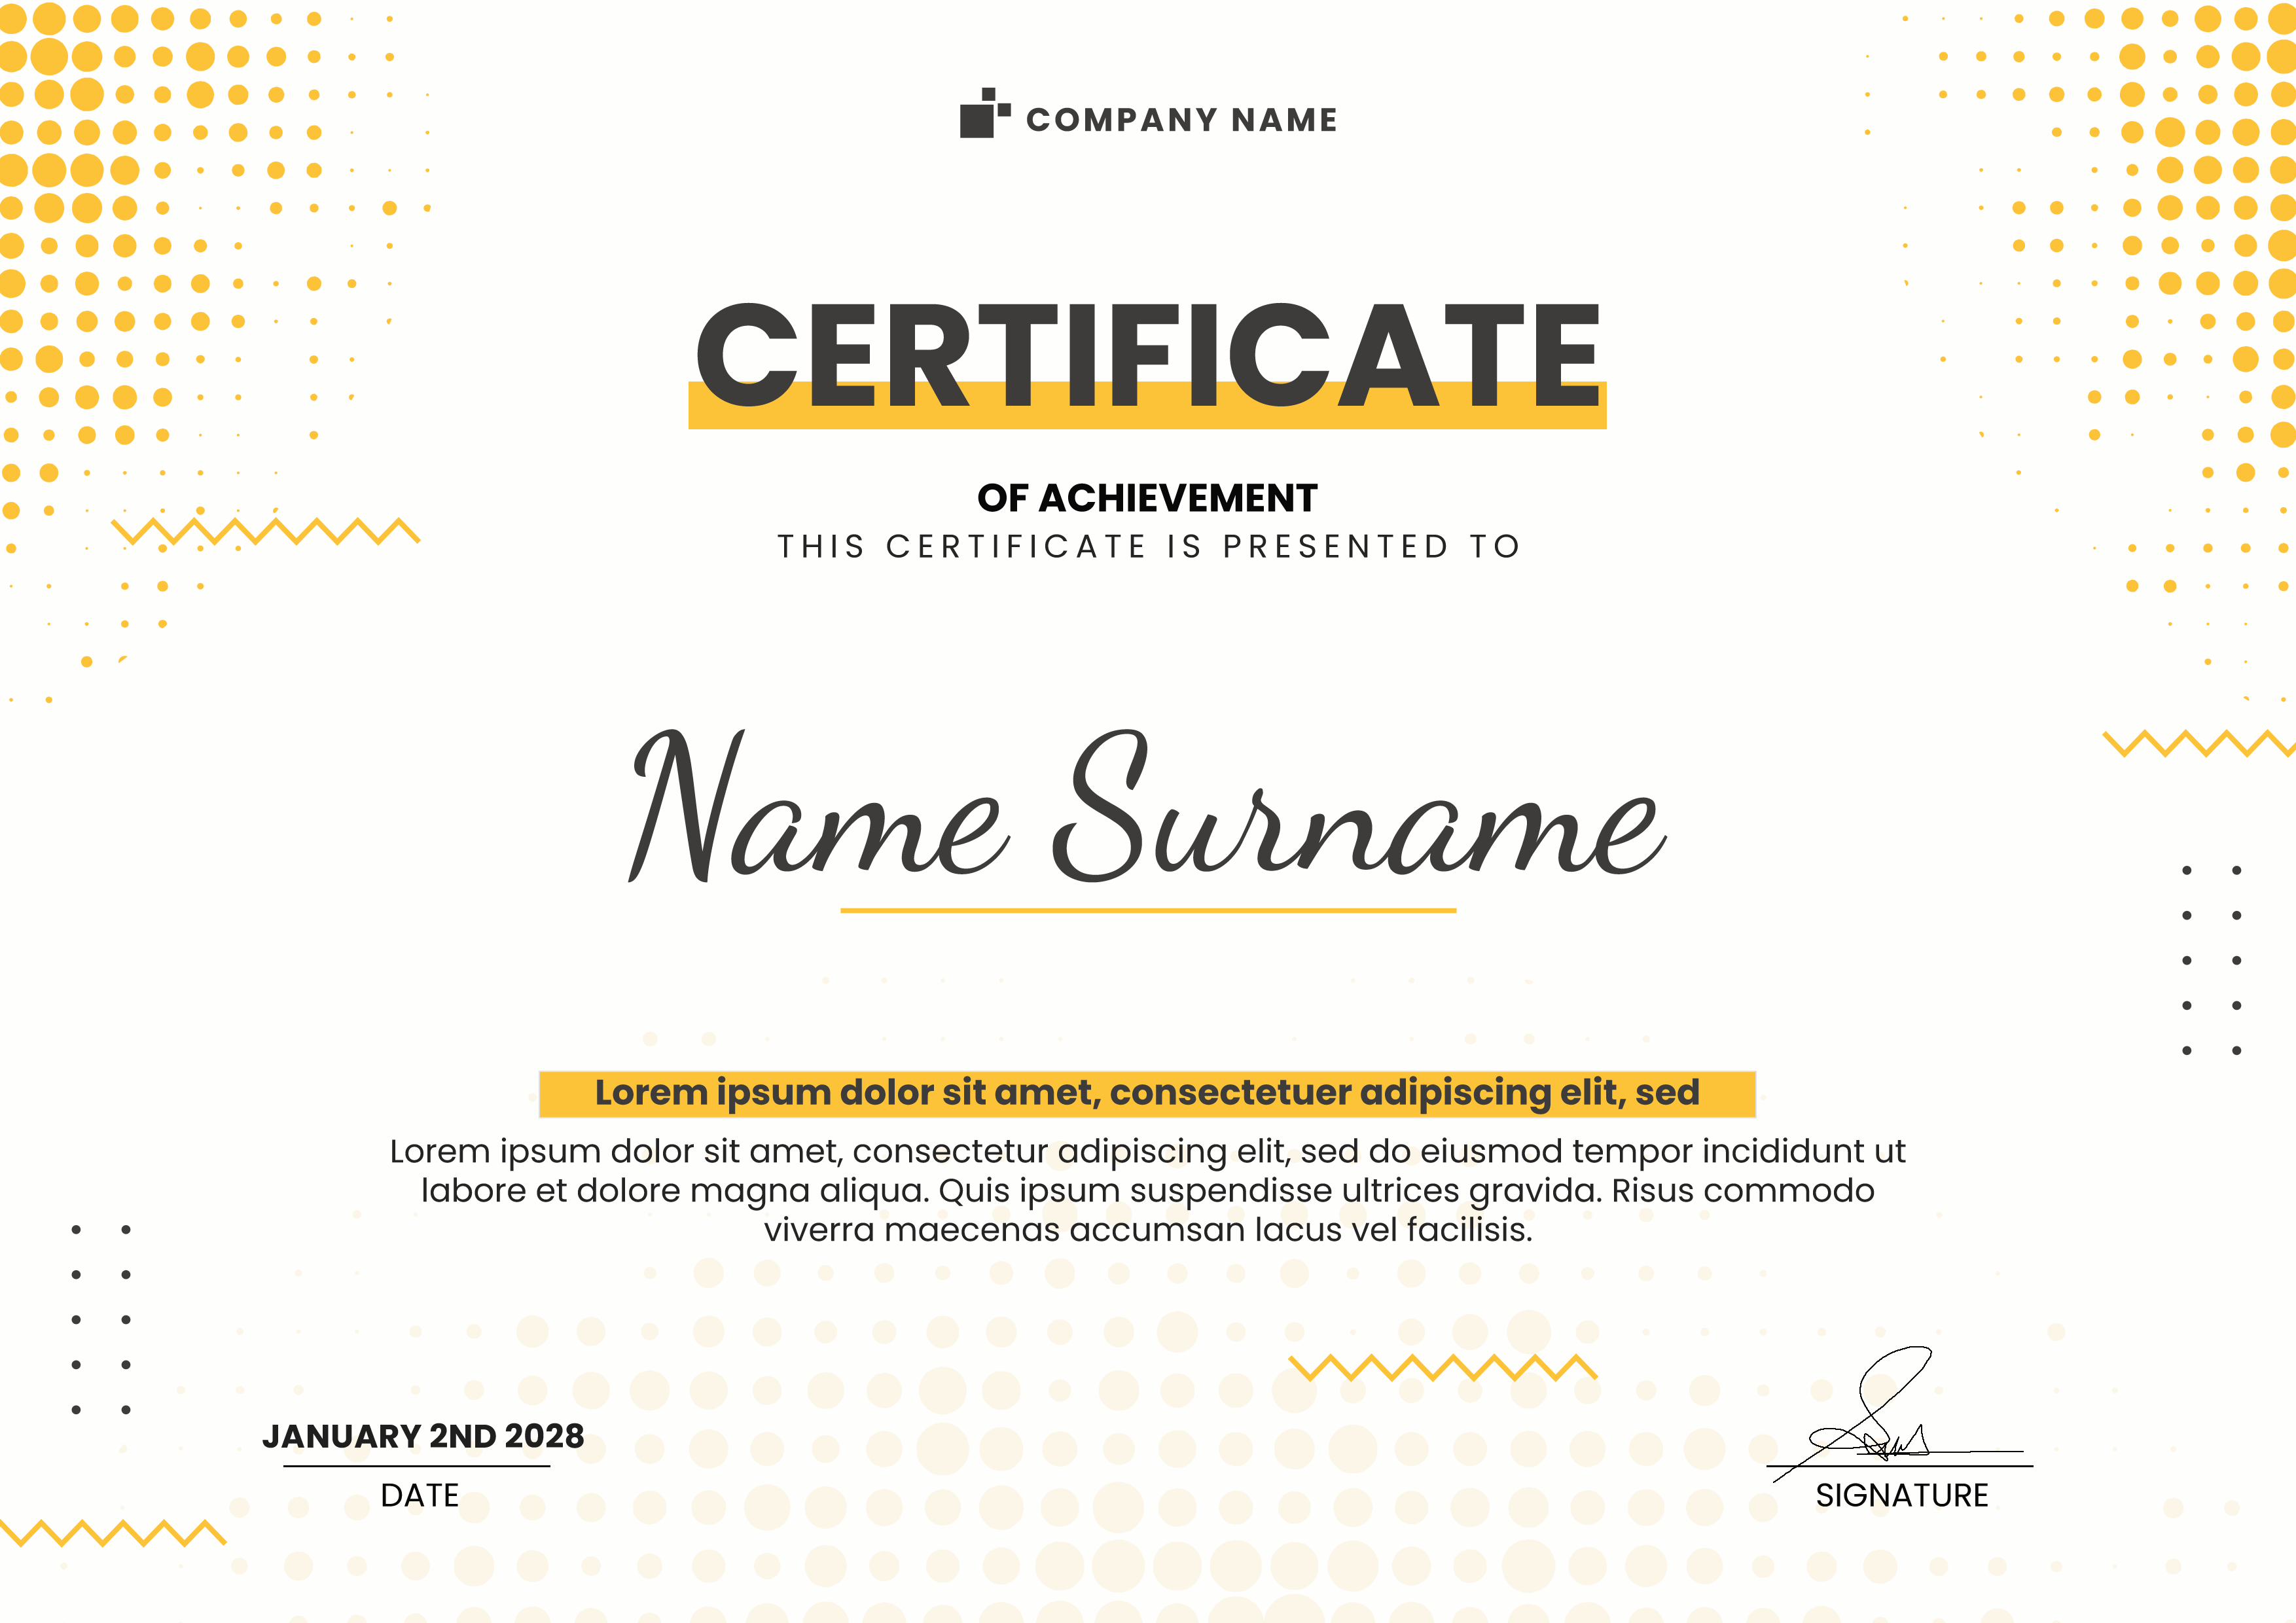 COMPANY NAME
CERTIFICATE
OF ACHIEVEMENT
THIS CERTIFICATE IS PRESENTED TO
Name Surname
Lorem ipsum dolor sit amet, consectetuer adipiscing elit, sed
Lorem ipsum dolor sit amet, consectetur adipiscing elit, sed do eiusmod tempor incididunt ut
labore et dolore magna aliqua. Quis ipsum suspendisse ultrices gravida. Risus commodo
viverra maecenas accumsan lacus vel facilisis.
JANUARY 2ND 2028
DATE
SIGNATURE